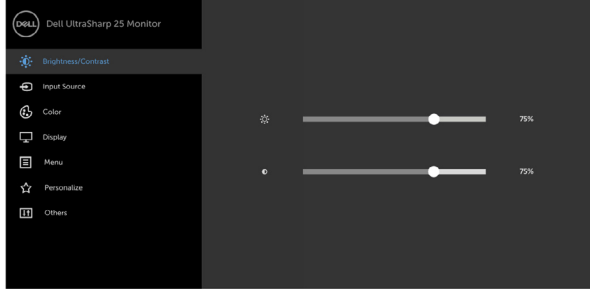 DELL
Dell UltraSharp 25 Monitor
Brightness/Contrast
Input Source
Color
Display
Menu
Personalize
Others
75%
75%